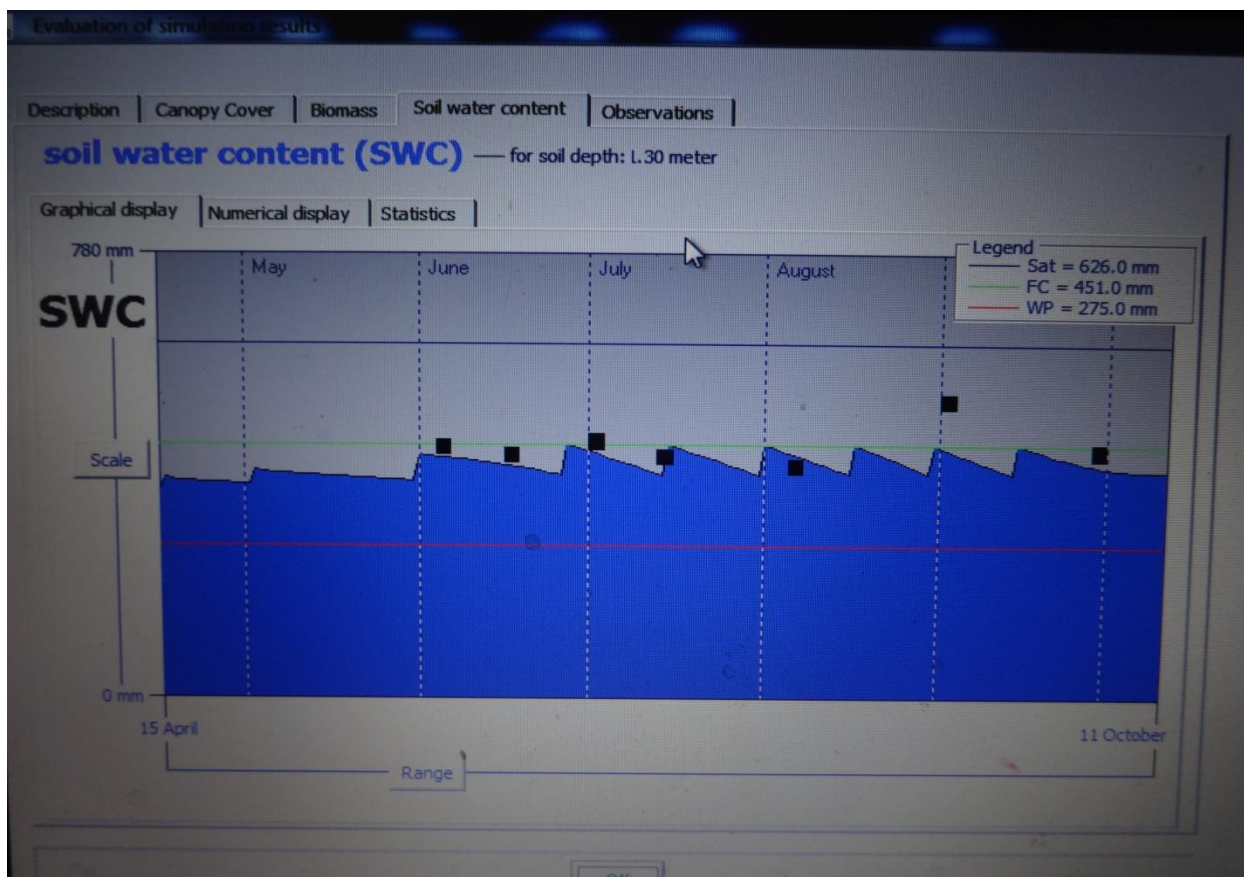 Evaluation of simulation results
Description Canopy Cover Biomass Soil water content Observations
soil water content (SWC) — for soil depth: 1.30 meter
Graphical display Numerical display Statistics
780 mm
May June July August
Legend
Sat = 626.0 mm
FC = 451.0 mm
WP = 275.0 mm
SWC
Scale
0 mm
15 April
11 October
Range